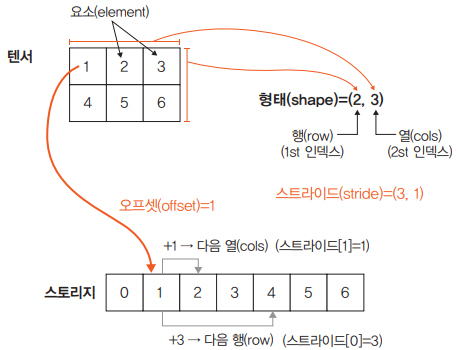 요소(element)
텐서
1 2 3
4 5 6
형태(shape)=(2, 3)
행(row) 열(cols)
(1st 인덱스) (2st 인덱스)
스트라이드(stride)=(3, 1)
오프셋(offset)=1
+1 → 다음 열(cols) (스트라이드[1]=1)
스토리지 0 1 2 3 4 5 6
+3 → 다음 행(row) (스트라이드[0]=3)